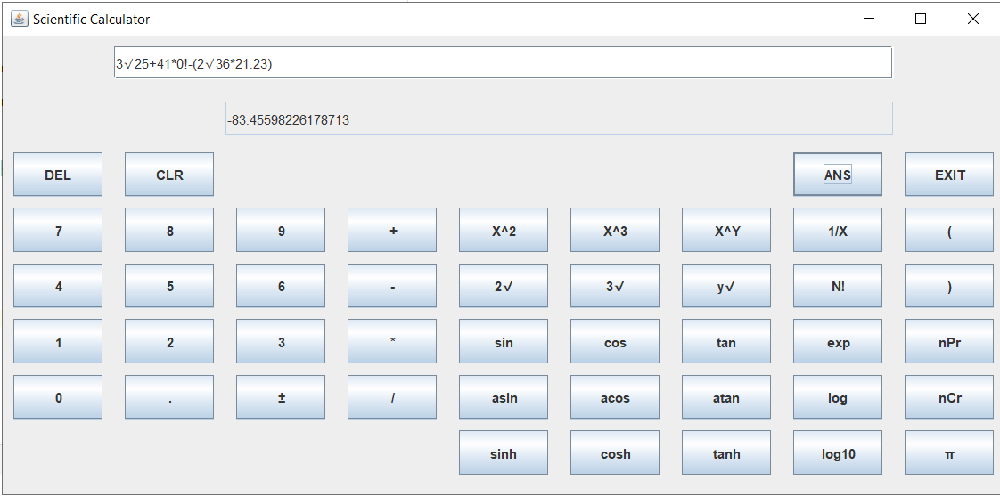 Scientific Calculator
3√25+41*0!-(2√36*21.23)
-83.45598226178713
DEL CLR ANS EXIT
7 8 9 + X^2 X^3 X^Y 1/X (
4 5 6 - 2√ 3√ y√ N! )
1 2 3 * sin cos tan exp nPr
0 . ± / asin acos atan log nCr
sinh cosh tanh log10 π